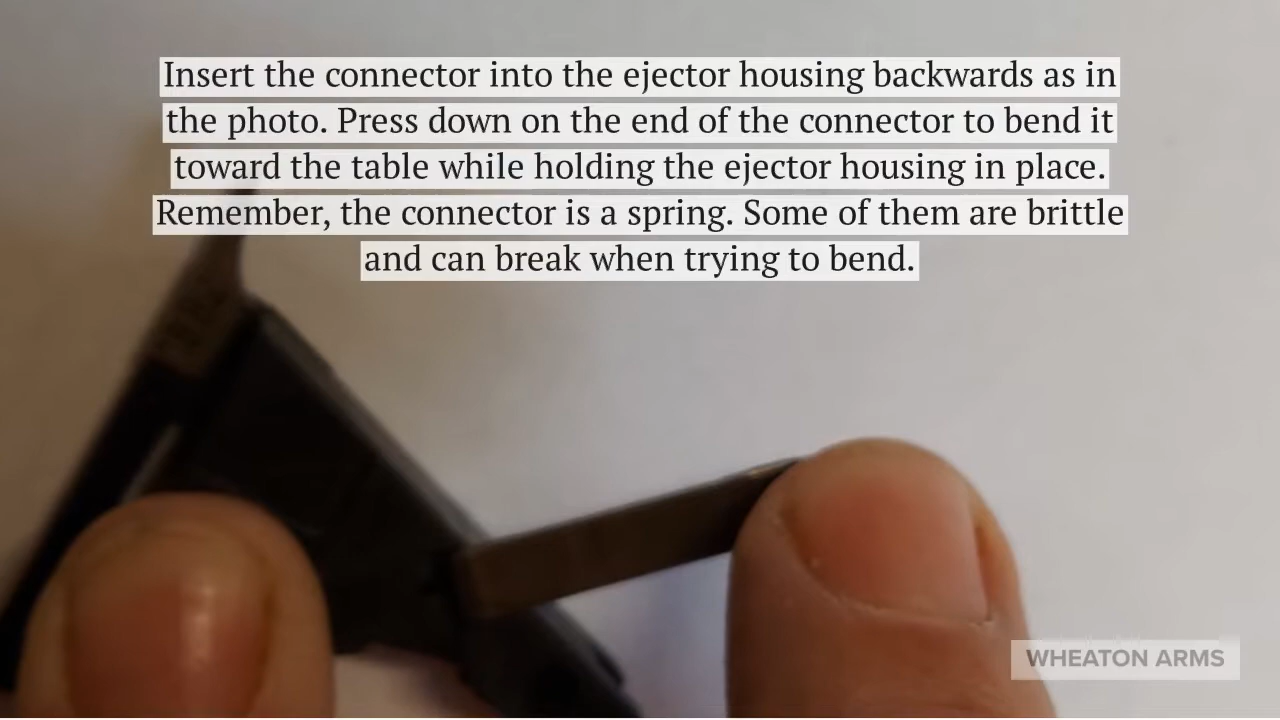 Insert the connector into the ejector housing backwards as in
the photo. Press down on the end of the connector to bend it
toward the table while holding the ejector housing in place.
Remember, the connector is a spring. Some of them are brittle
and can break when trying to bend.
WHEATON ARMS